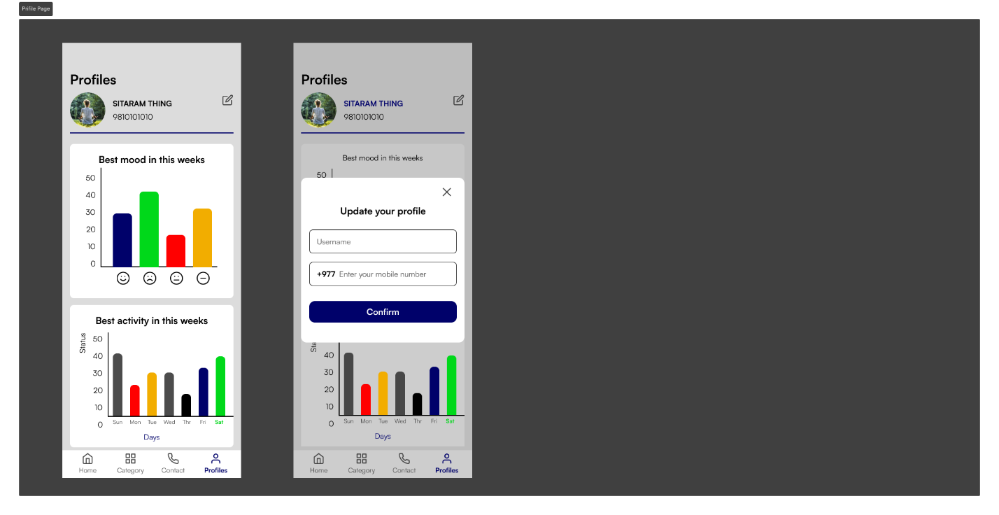 Prifile Page
Profiles
SITARAM THING
9810101010
Best mood in this weeks
50
40
30
20
10
0
Best activity in this weeks
Status
50
40
30
20
10
0
Sun Mon Tue Wed Thr Fri Sat
Days
Home Category Contact Profiles
Profiles
SITARAM THING
9810101010
Best mood in this weeks
50
Update your profile
Username
+977 Enter your mobile number
Confirm
Sta
40
30
20
10
0
Sun Mon Tue Wed Thr Fri Sat
Days
Home Category Contact Profiles